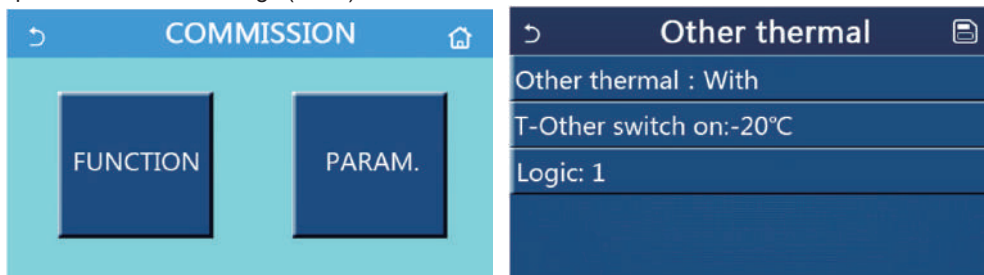 COMMISSION
FUNCTION
PARAM.
Other thermal
Other thermal : With
T-Other switch on:-20℃
Logic: 1